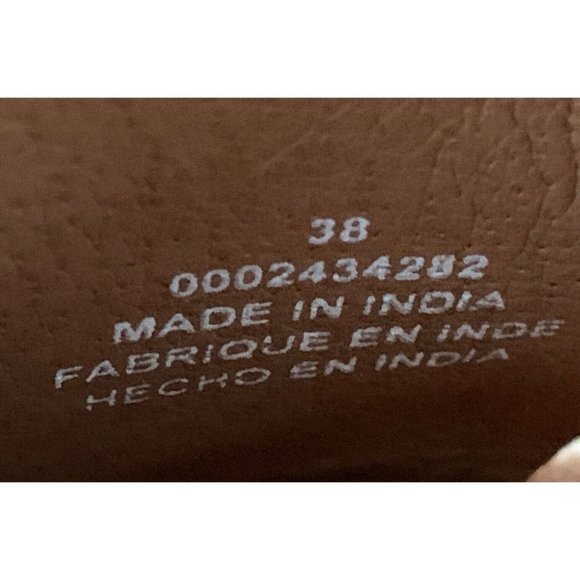 38
0002434282
MADE IN INDIA
FABRIQUE EN INDE
HECHO EN INDIA